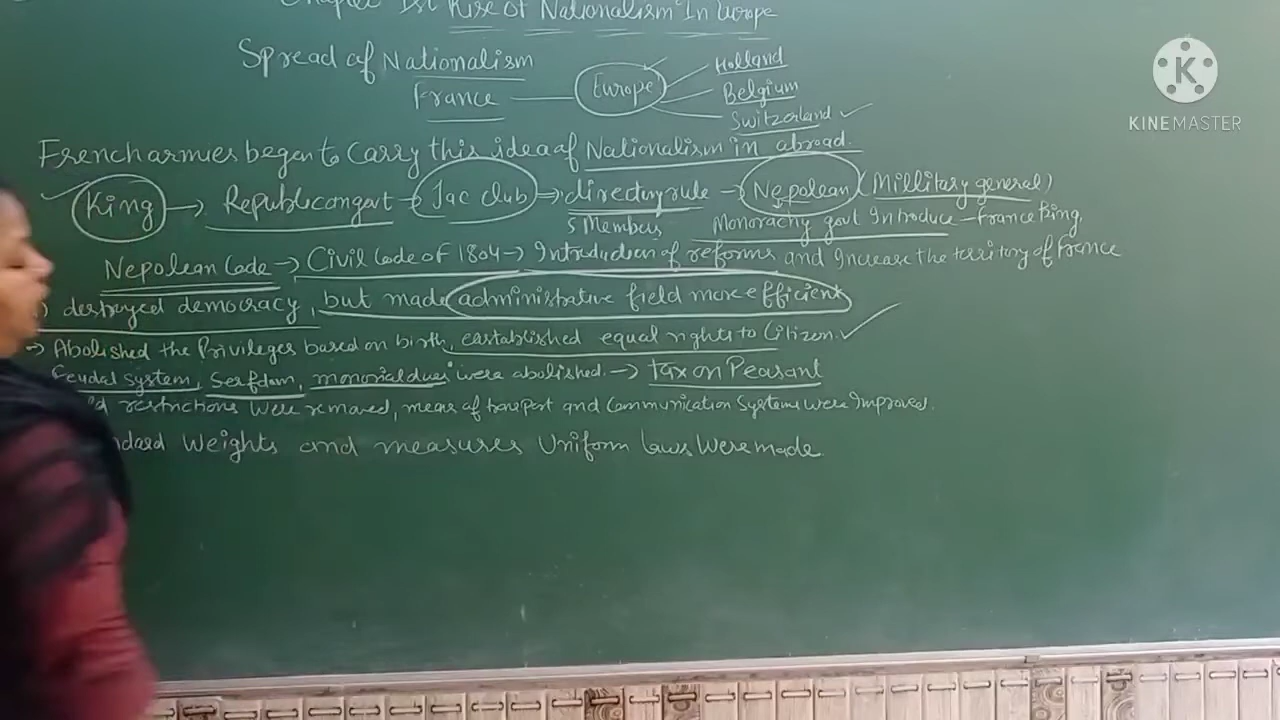 Chapter 1st Rise of Nationalism In Europe
Spread of Nationalism
France — Europe
Holland
Belgium
Switzerland ✓
French armies began to carry this idea of Nationalism in abroad.
King → Republican govt → Jac club ⇒ directory rule → Nepolean (Millitary general)
5 Members
Monorachy govt Introduce – France King,
Nepolean Code → Civil Code of 1804 → Introduction of reforms and increase the territory of France
) destroyed democracy, but made administrative field more efficient
→ Abolished the Privileges based on birth, eastablished equal rights to Citizen. ✓
Feudal system, Serfdom, manorial dues were abolished. → tax on Peasant
restrictions were removed, means of transport and Communication Systems were Improved.
Weights and measures Uniform laws were made.
KINEMASTER